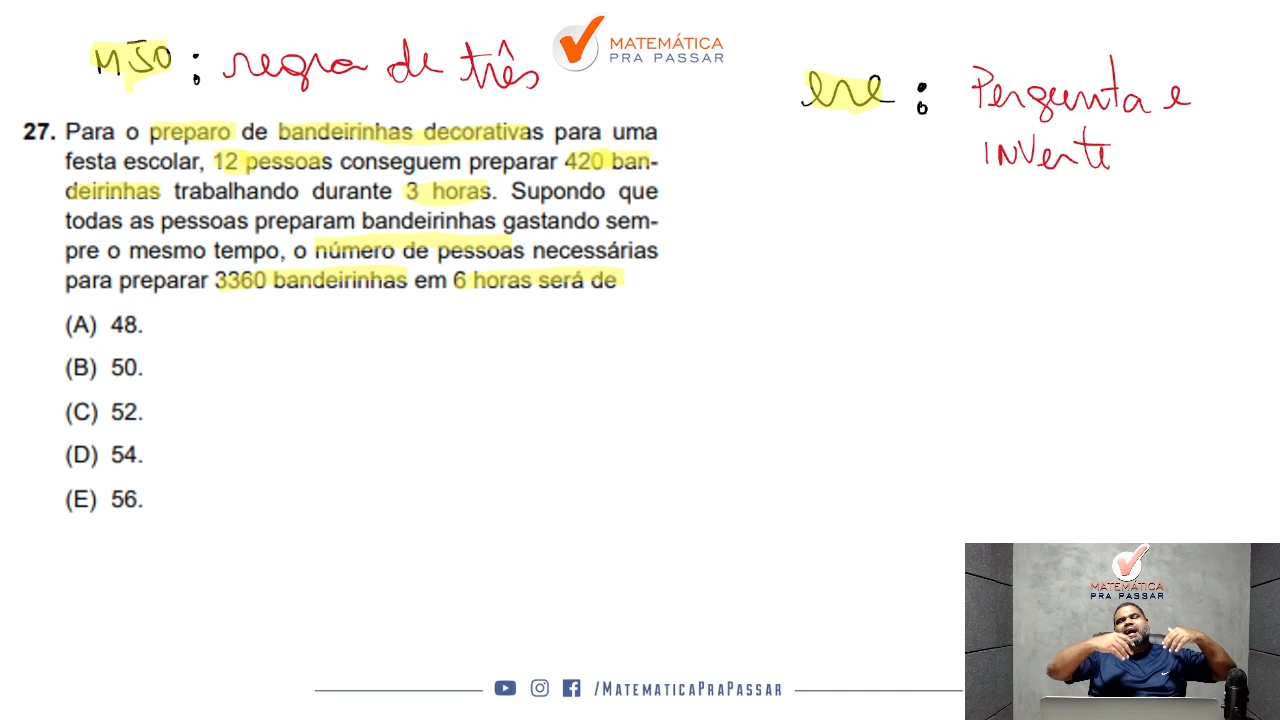 MJO : regra de três
MATEMÁTICA
PRA PASSAR
ere : Pergunta e
INVerte
27. Para o preparo de bandeirinhas decorativas para uma
festa escolar, 12 pessoas conseguem preparar 420 ban-
deirinhas trabalhando durante 3 horas. Supondo que
todas as pessoas preparam bandeirinhas gastando sem-
pre o mesmo tempo, o número de pessoas necessárias
para preparar 3360 bandeirinhas em 6 horas será de
(A) 48.
(B) 50.
(C) 52.
(D) 54.
(E) 56.
MATEMÁTICA
PRA PASSAR
/MATEMATICAPRAPASSAR